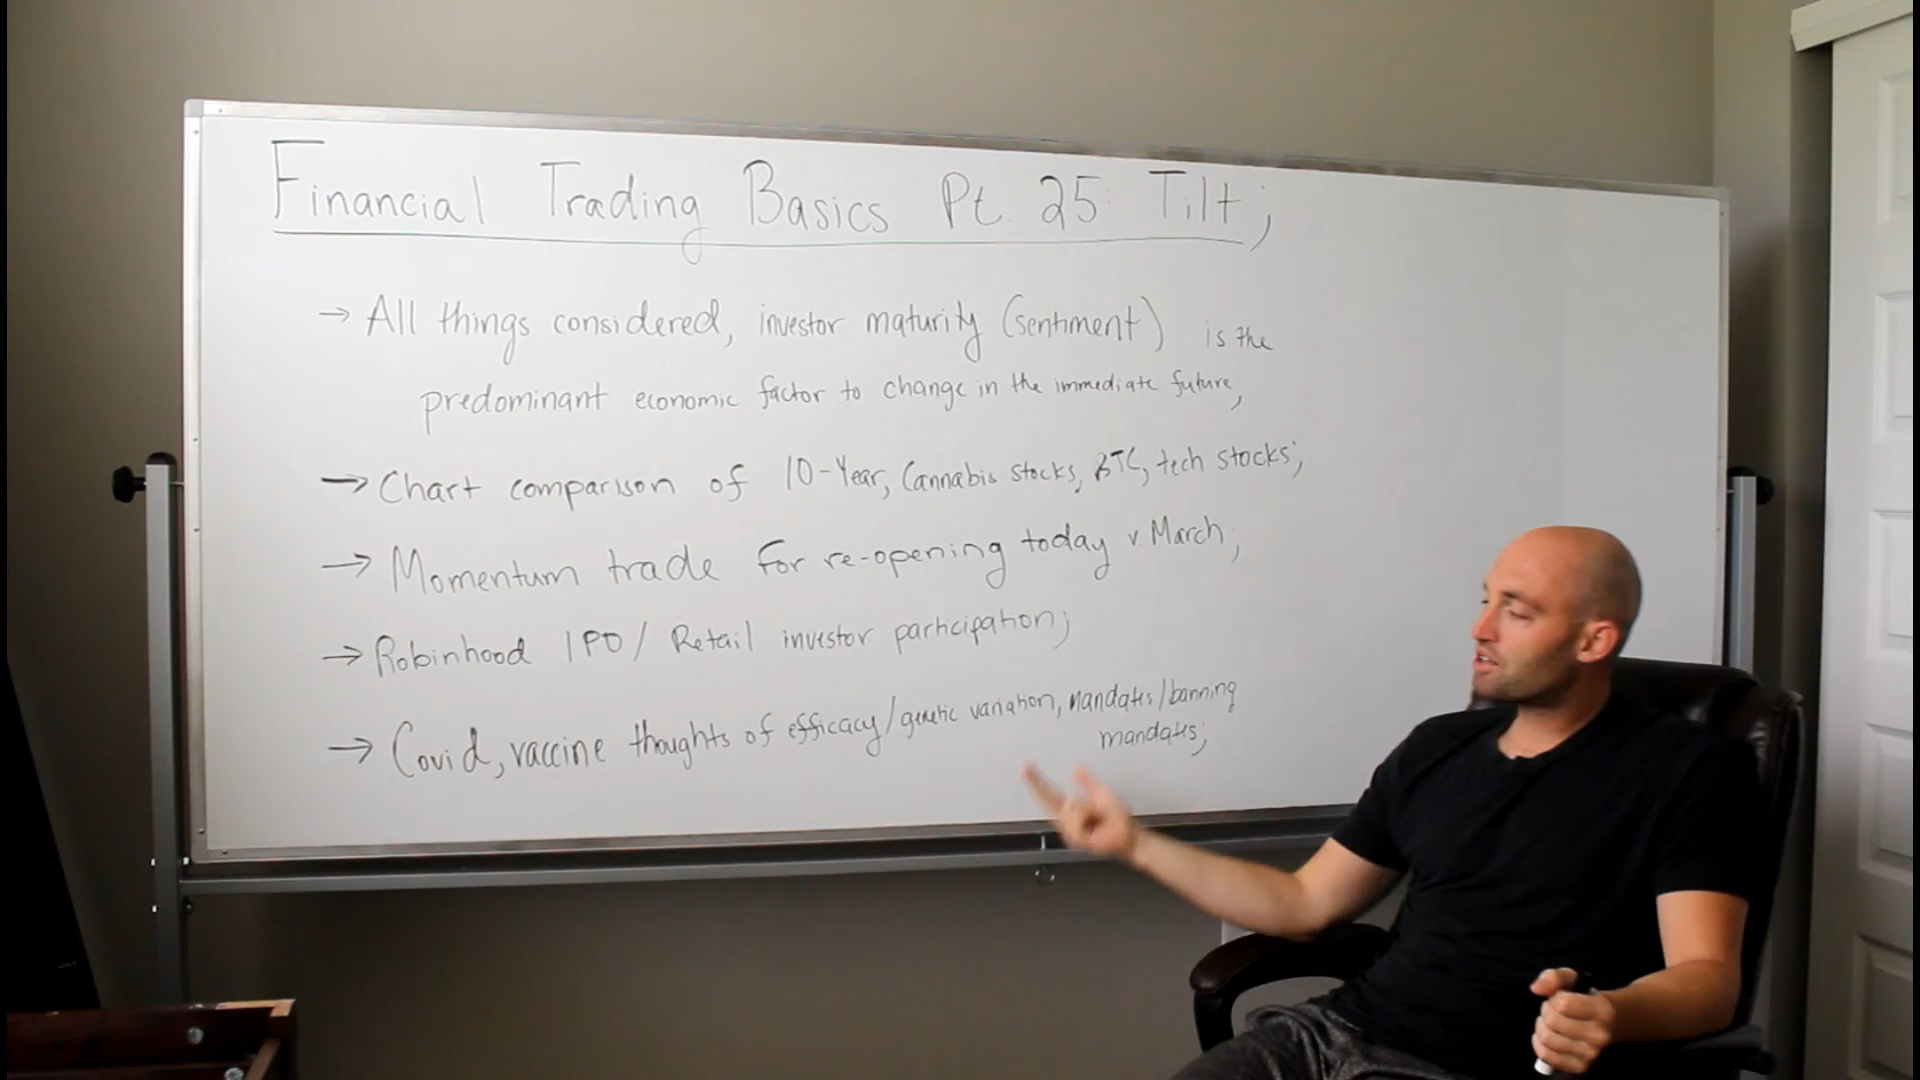 Financial Trading Basics Pt. 25: Tilt;
→ All things considered, investor maturity (sentiment) is the
predominant economic factor to change in the immediate future;
→ Chart comparison of 10-Year, Cannabis stocks, BTC, tech stocks;
→ Momentum trade for re-opening today v. March;
→ Robinhood IPO / Retail investor participation;
→ Covid, vaccine thoughts of efficacy/genetic variation, mandates/banning
mandates;